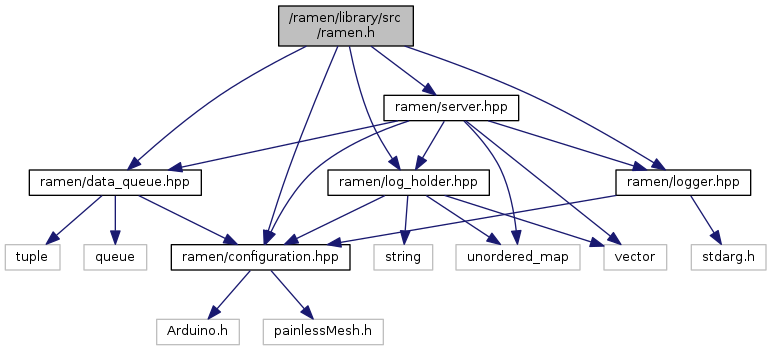 /ramen/library/src
/ramen.h
ramen/server.hpp
ramen/data_queue.hpp
ramen/log_holder.hpp
ramen/logger.hpp
tuple
queue
ramen/configuration.hpp
string
unordered_map
vector
stdarg.h
Arduino.h
painlessMesh.h